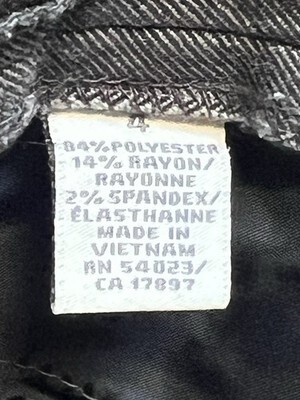 4
84% POLYESTER
14% RAYON/
RAYONNE
2% SPANDEX/
ÉLASTHANNE
MADE IN
VIETNAM
RN 54023/
CA 17897